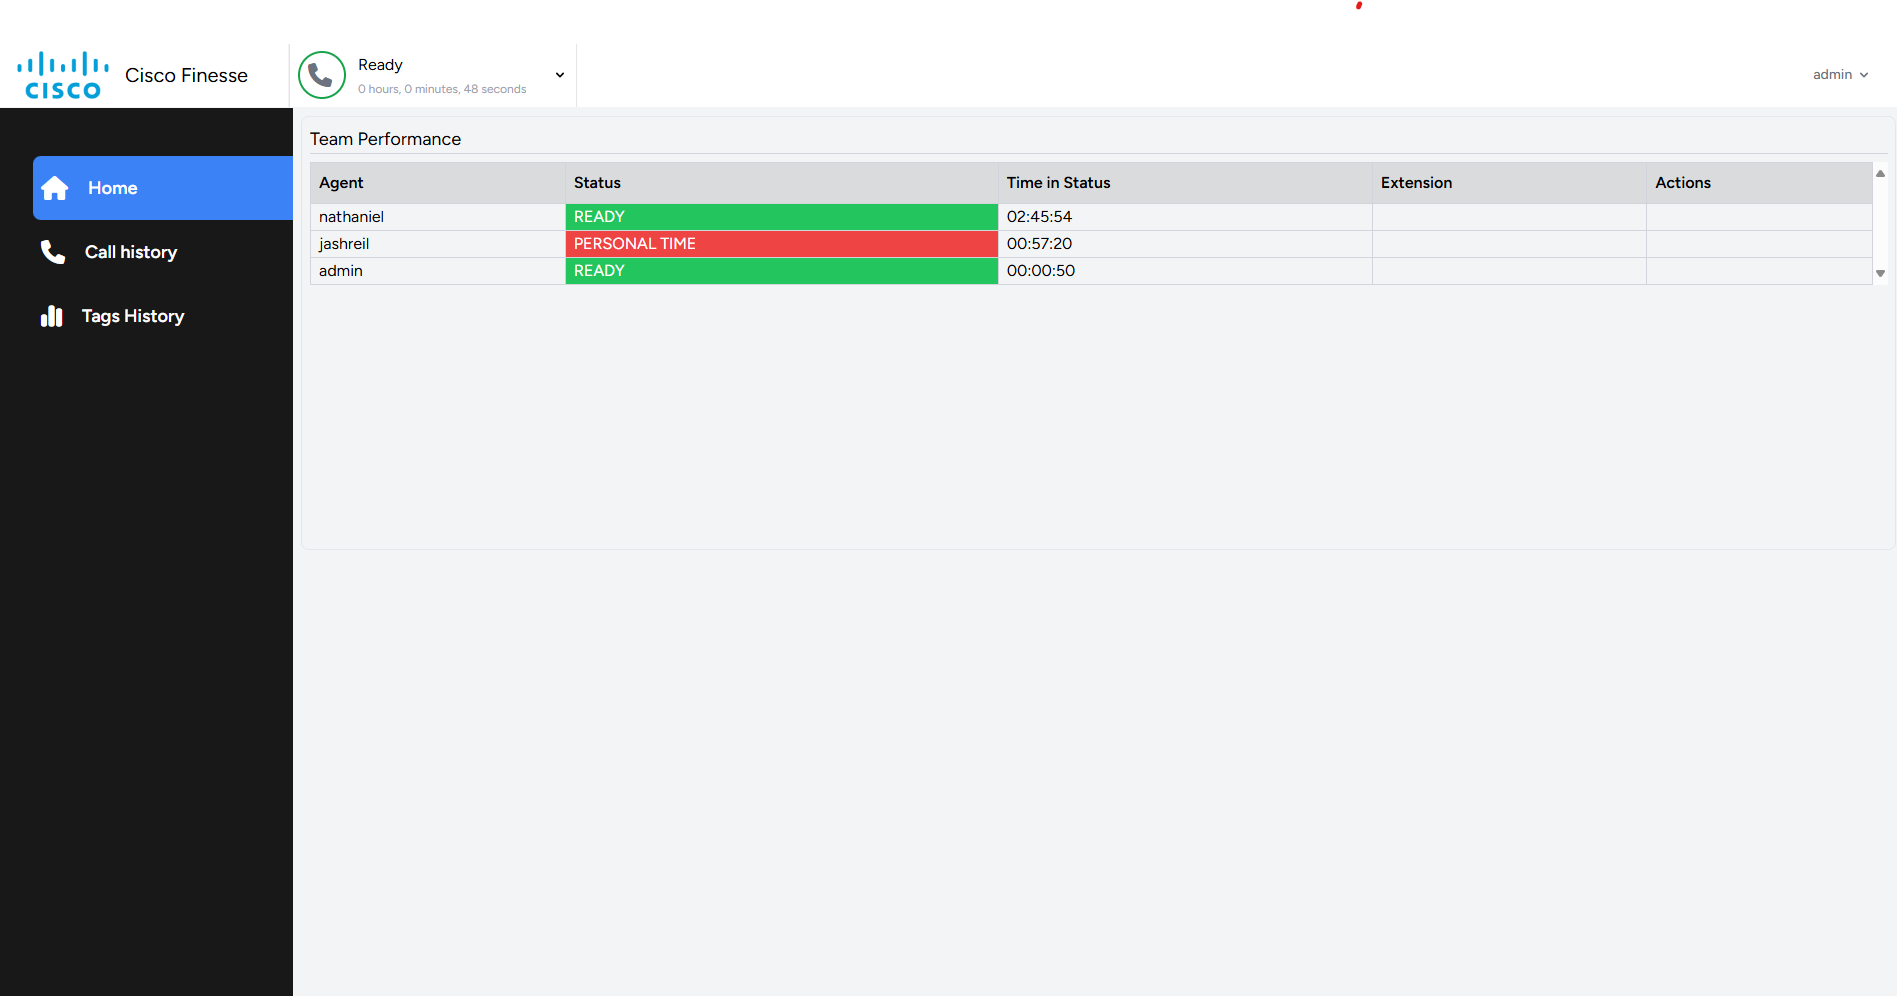 CISCO
Cisco Finesse
Ready
0 hours, 0 minutes, 48 seconds
admin
Home
Call history
Tags History
Team Performance
Agent Status Time in Status Extension Actions
nathaniel READY 02:45:54
jashreil PERSONAL TIME 00:57:20
admin READY 00:00:50